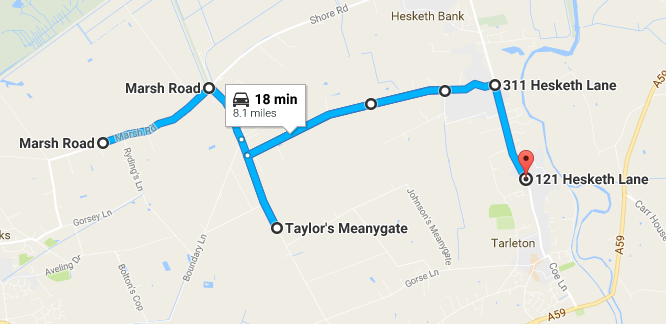 Hesketh Bank
Shore Rd
A59
Marsh Road
18 min
8.1 miles
311 Hesketh Lane
Marsh Road
Marsh Rd
Ryding's Ln
121 Hesketh Lane
Johnson's Meanygate
Carr House
Gorsey Ln
Taylor's Meanygate
ks
Boundary Ln
Tarleton
A59
Aveling Dr
Bolton's Cop
Gorse Ln
Coe Ln
A59